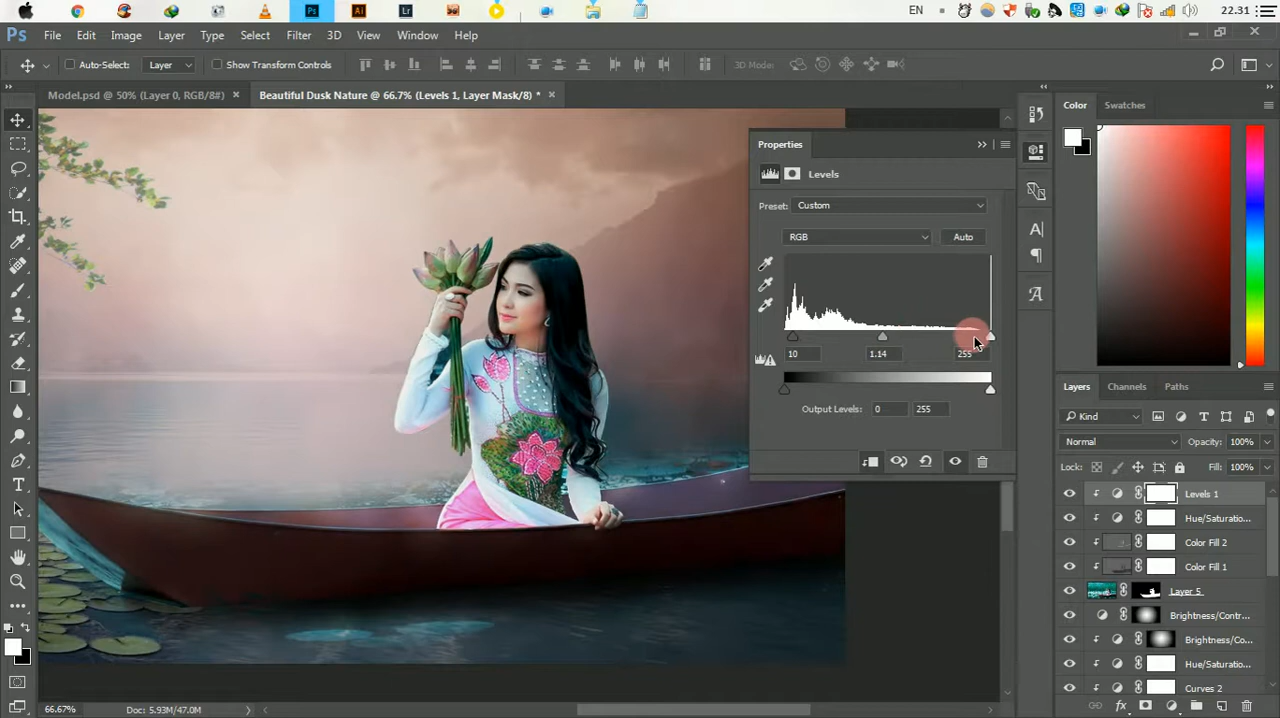 Ps
Ai
Lr
EN
22.31
Ps File Edit Image Layer Type Select Filter 3D View Window Help
Auto-Select: Layer Show Transform Controls 3D Mode:
Model.psd @ 50% (Layer 0, RGB/8#) × Beautiful Dusk Nature @ 66.7% (Levels 1, Layer Mask/8) * ×
Properties
Levels
Preset: Custom
RGB Auto
10 1.14 255
Output Levels: 0 255
Color Swatches
Layers Channels Paths
Kind
Normal Opacity: 100%
Lock: Fill: 100%
Levels 1
Hue/Saturatio...
Color Fill 2
Color Fill 1
Layer 5
Brightness/Contr...
Brightness/Co...
Hue/Saturatio...
Curves 2
fx
66.67% Doc: 5.93M/47.0M